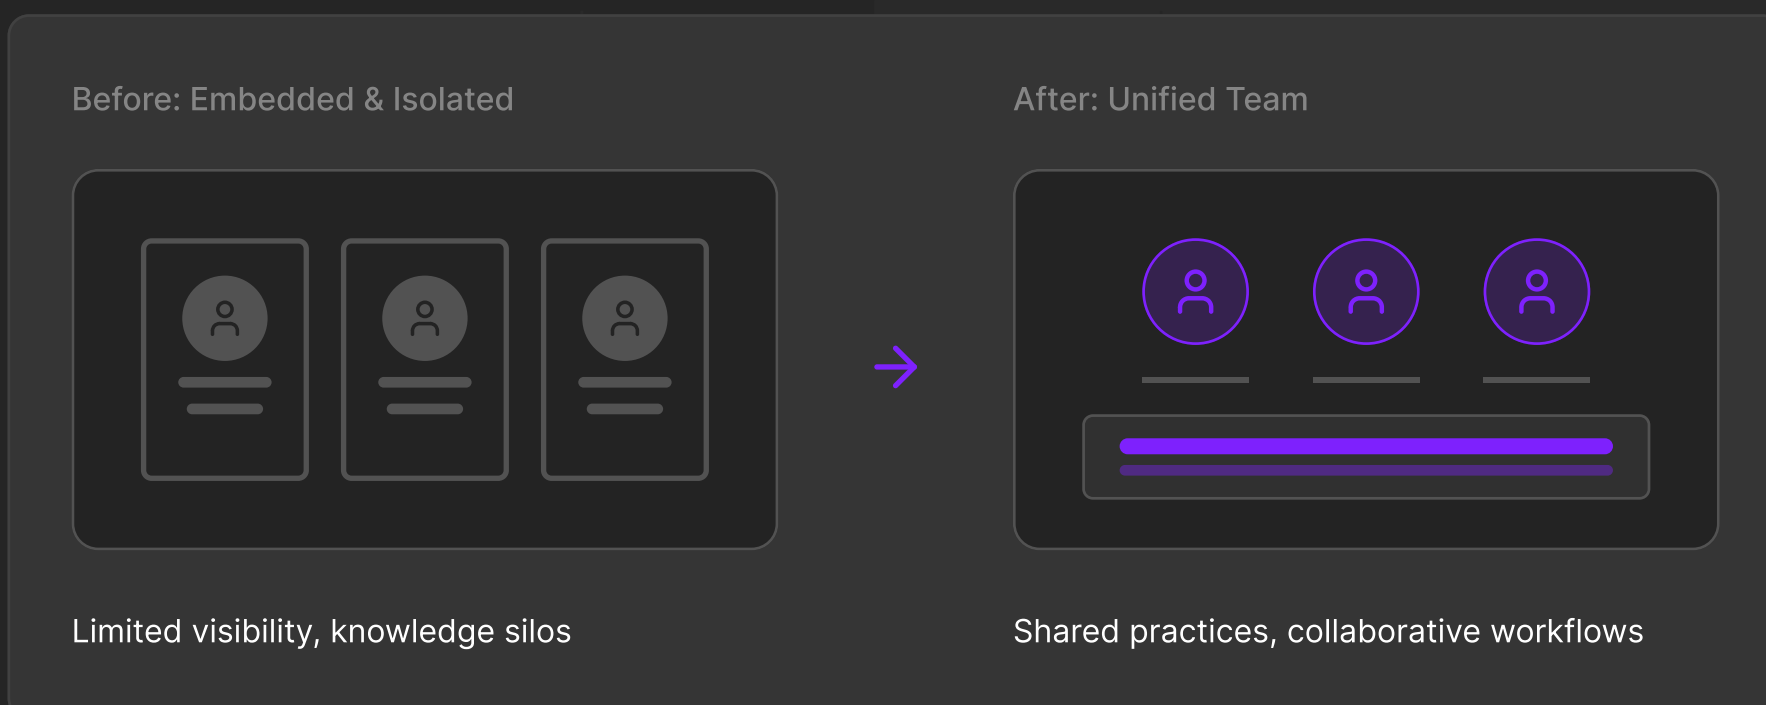 Before: Embedded & Isolated
After: Unified Team
Limited visibility, knowledge silos
Shared practices, collaborative workflows